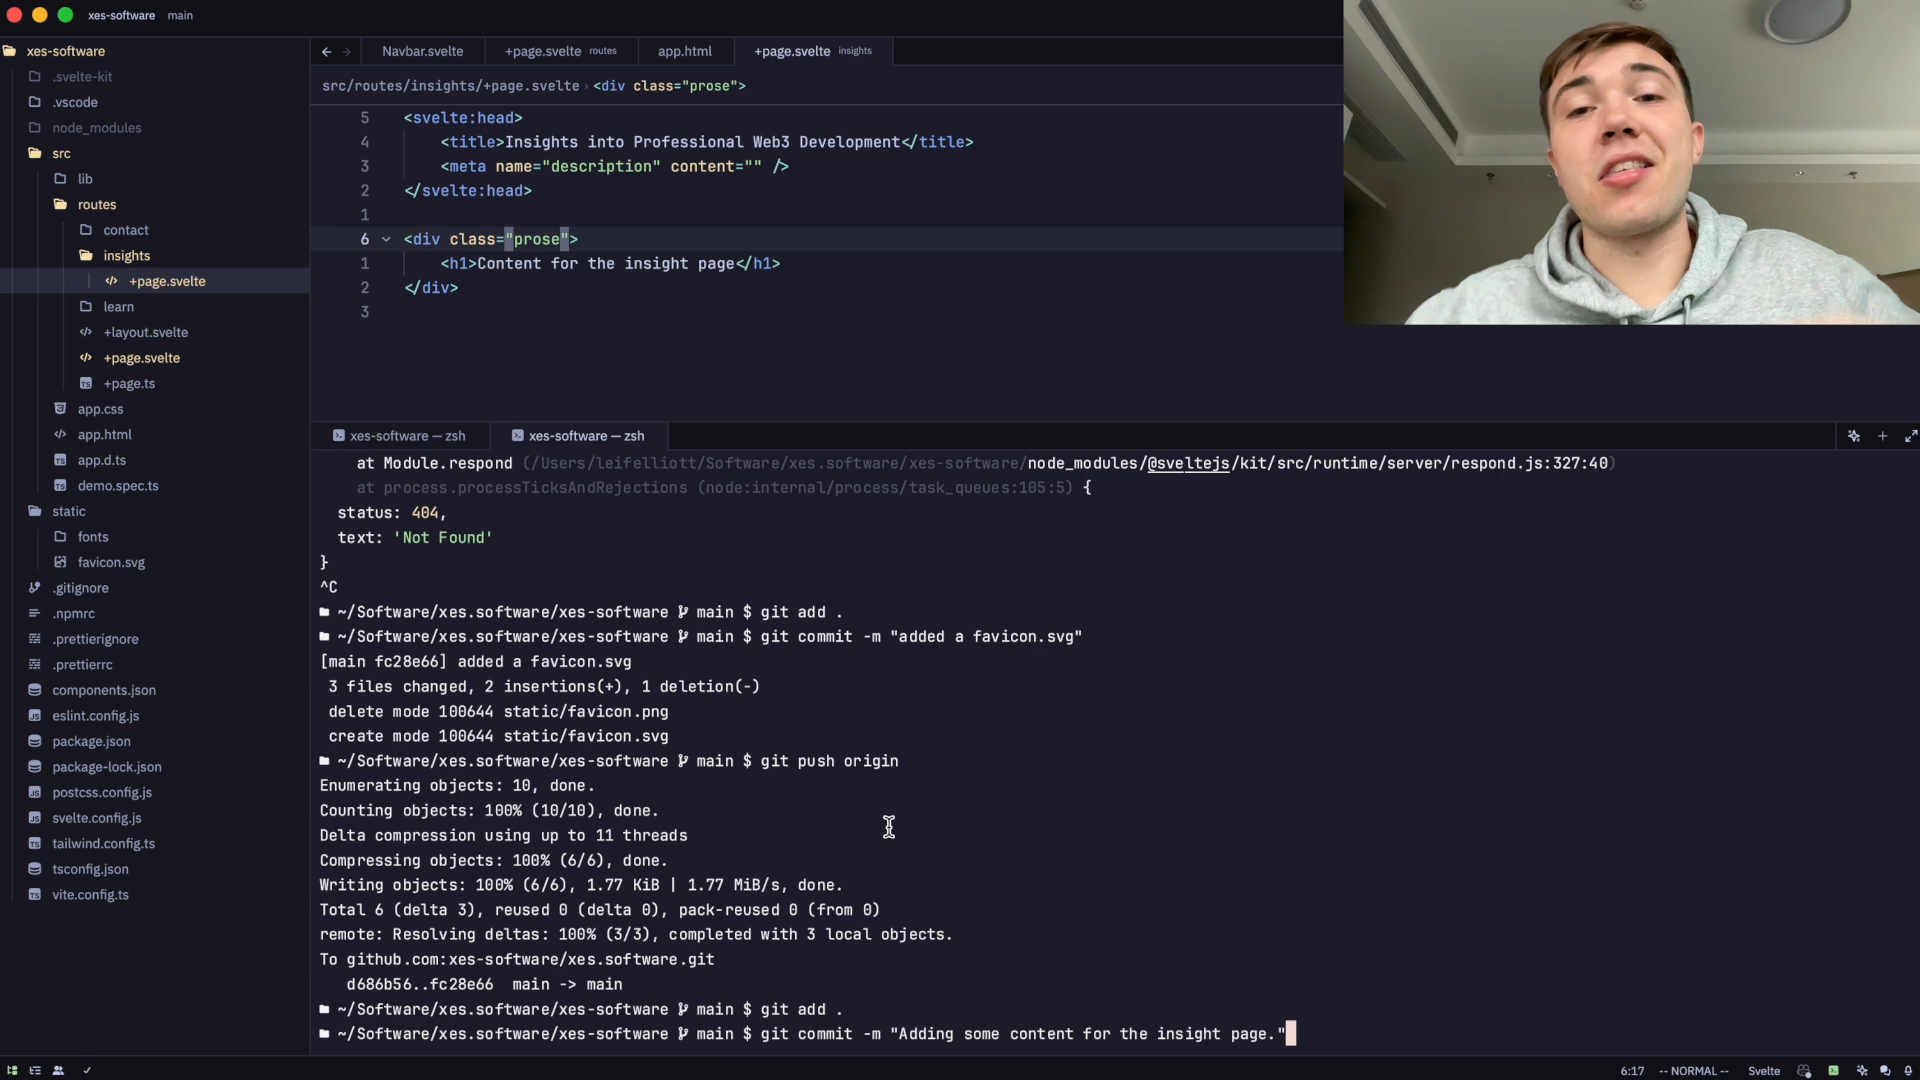 xes-software main
xes-software
.svelte-kit
.vscode
node_modules
src
lib
routes
contact
insights
+page.svelte
learn
+layout.svelte
+page.svelte
+page.ts
app.css
app.html
app.d.ts
demo.spec.ts
static
fonts
favicon.svg
.gitignore
.npmrc
.prettierignore
.prettierrc
components.json
eslint.config.js
package.json
package-lock.json
postcss.config.js
svelte.config.js
tailwind.config.ts
tsconfig.json
vite.config.ts
Navbar.svelte +page.svelte routes app.html +page.svelte insights
src/routes/insights/+page.svelte › <div class="prose">
5 <svelte:head>
4 <title>Insights into Professional Web3 Development</title>
3 <meta name="description" content="" />
2 </svelte:head>
1
6 <div class="prose">
1 <h1>Content for the insight page</h1>
2 </div>
3
xes-software — zsh xes-software — zsh
at Module.respond (/Users/leifelliott/Software/xes.software/xes-software/node_modules/@sveltejs/kit/src/runtime/server/respond.js:327:40)
at process.processTicksAndRejections (node:internal/process/task_queues:105:5) {
status: 404,
text: 'Not Found'
}
^C
~/Software/xes.software/xes-software main $ git add .
~/Software/xes.software/xes-software main $ git commit -m "added a favicon.svg"
[main fc28e66] added a favicon.svg
3 files changed, 2 insertions(+), 1 deletion(-)
delete mode 100644 static/favicon.png
create mode 100644 static/favicon.svg
~/Software/xes.software/xes-software main $ git push origin
Enumerating objects: 10, done.
Counting objects: 100% (10/10), done.
Delta compression using up to 11 threads
Compressing objects: 100% (6/6), done.
Writing objects: 100% (6/6), 1.77 KiB | 1.77 MiB/s, done.
Total 6 (delta 3), reused 0 (delta 0), pack-reused 0 (from 0)
remote: Resolving deltas: 100% (3/3), completed with 3 local objects.
To github.com:xes-software/xes.software.git
d686b56..fc28e66 main -> main
~/Software/xes.software/xes-software main $ git add .
~/Software/xes.software/xes-software main $ git commit -m "Adding some content for the insight page."
6:17 -- NORMAL -- Svelte